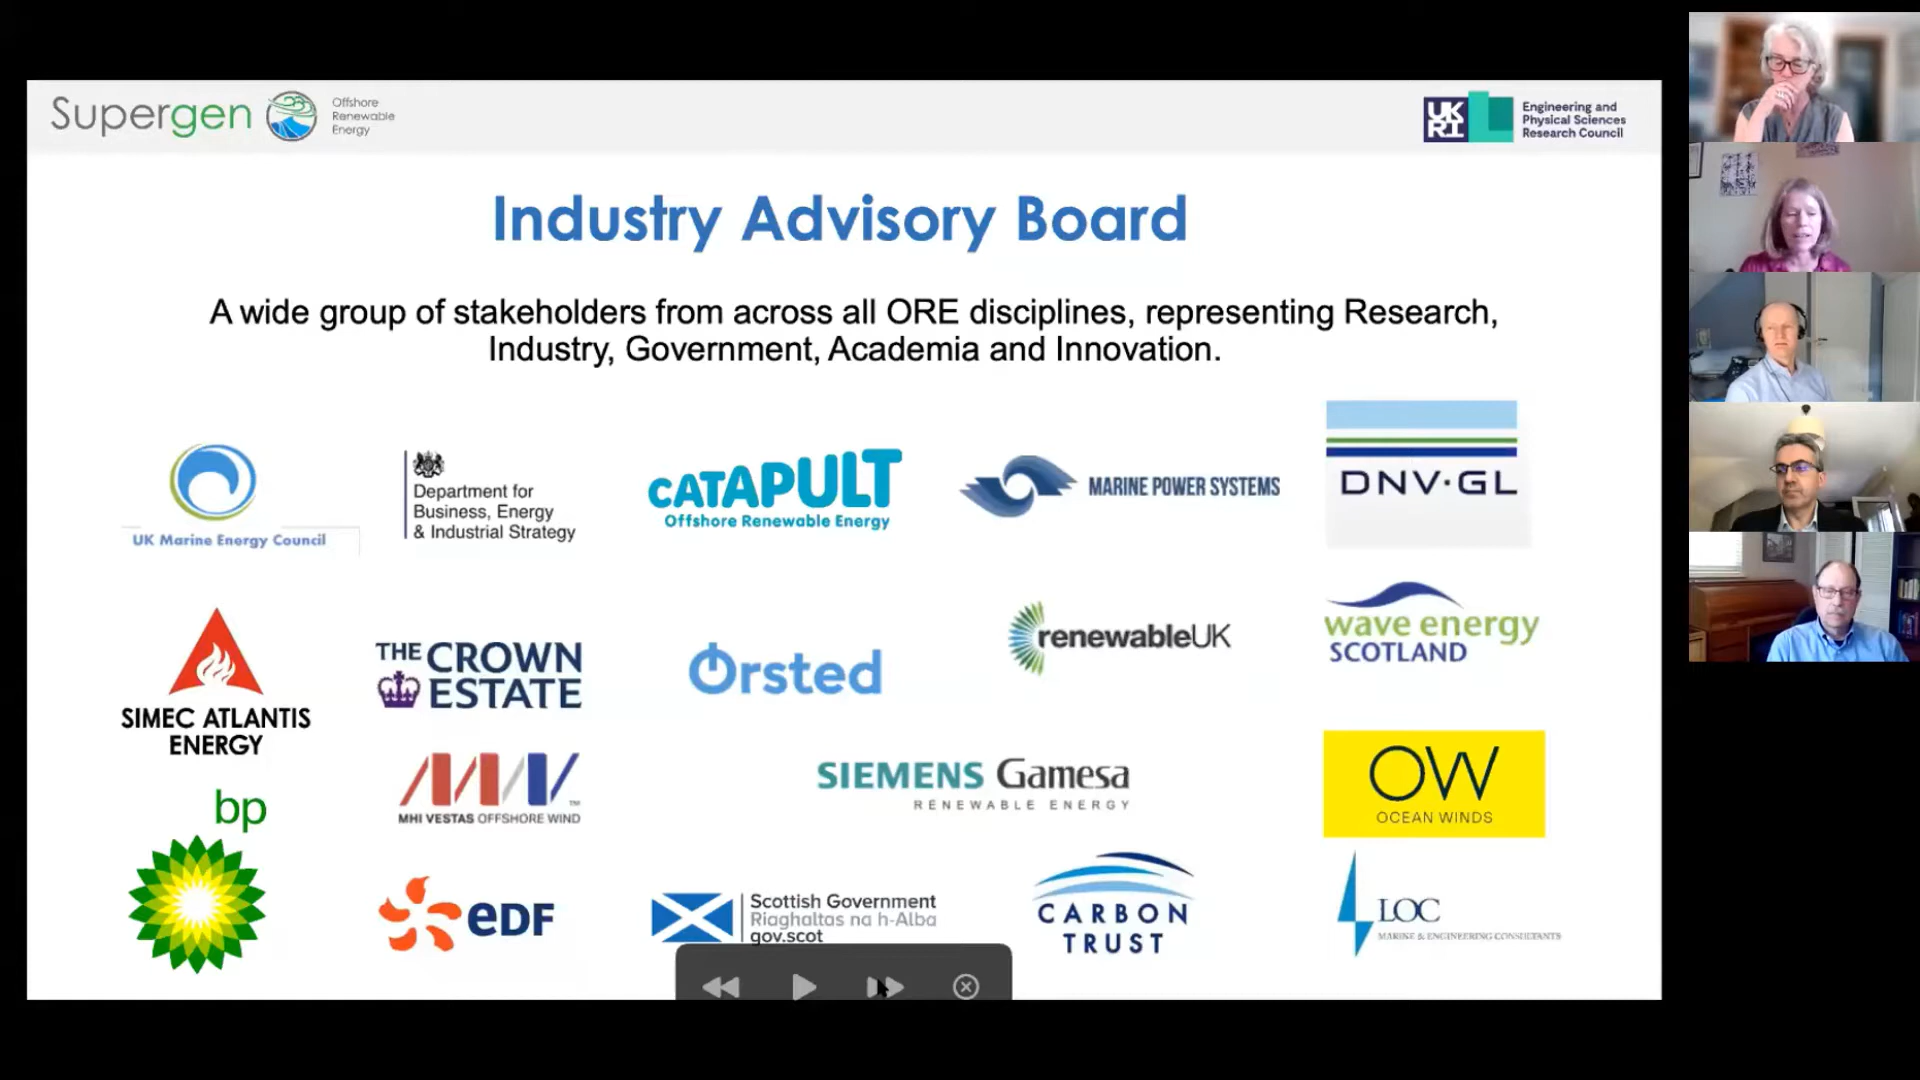 Supergen
Offshore
Renewable
Energy
UK
RI
Engineering and
Physical Sciences
Research Council
Industry Advisory Board
A wide group of stakeholders from across all ORE disciplines, representing Research,
Industry, Government, Academia and Innovation.
UK Marine Energy Council
Department for
Business, Energy
& Industrial Strategy
CATAPULT
Offshore Renewable Energy
MARINE POWER SYSTEMS
DNV·GL
SIMEC ATLANTIS
ENERGY
THE CROWN
ESTATE
Ørsted
renewableUK
wave energy
SCOTLAND
bp
MHI VESTAS OFFSHORE WIND
SIEMENS Gamesa
RENEWABLE ENERGY
OW
OCEAN WINDS
eDF
Scottish Government
Riaghaltas na h-Alba
gov.scot
CARBON
TRUST
LOC
MARINE & ENGINEERING CONSULTANTS